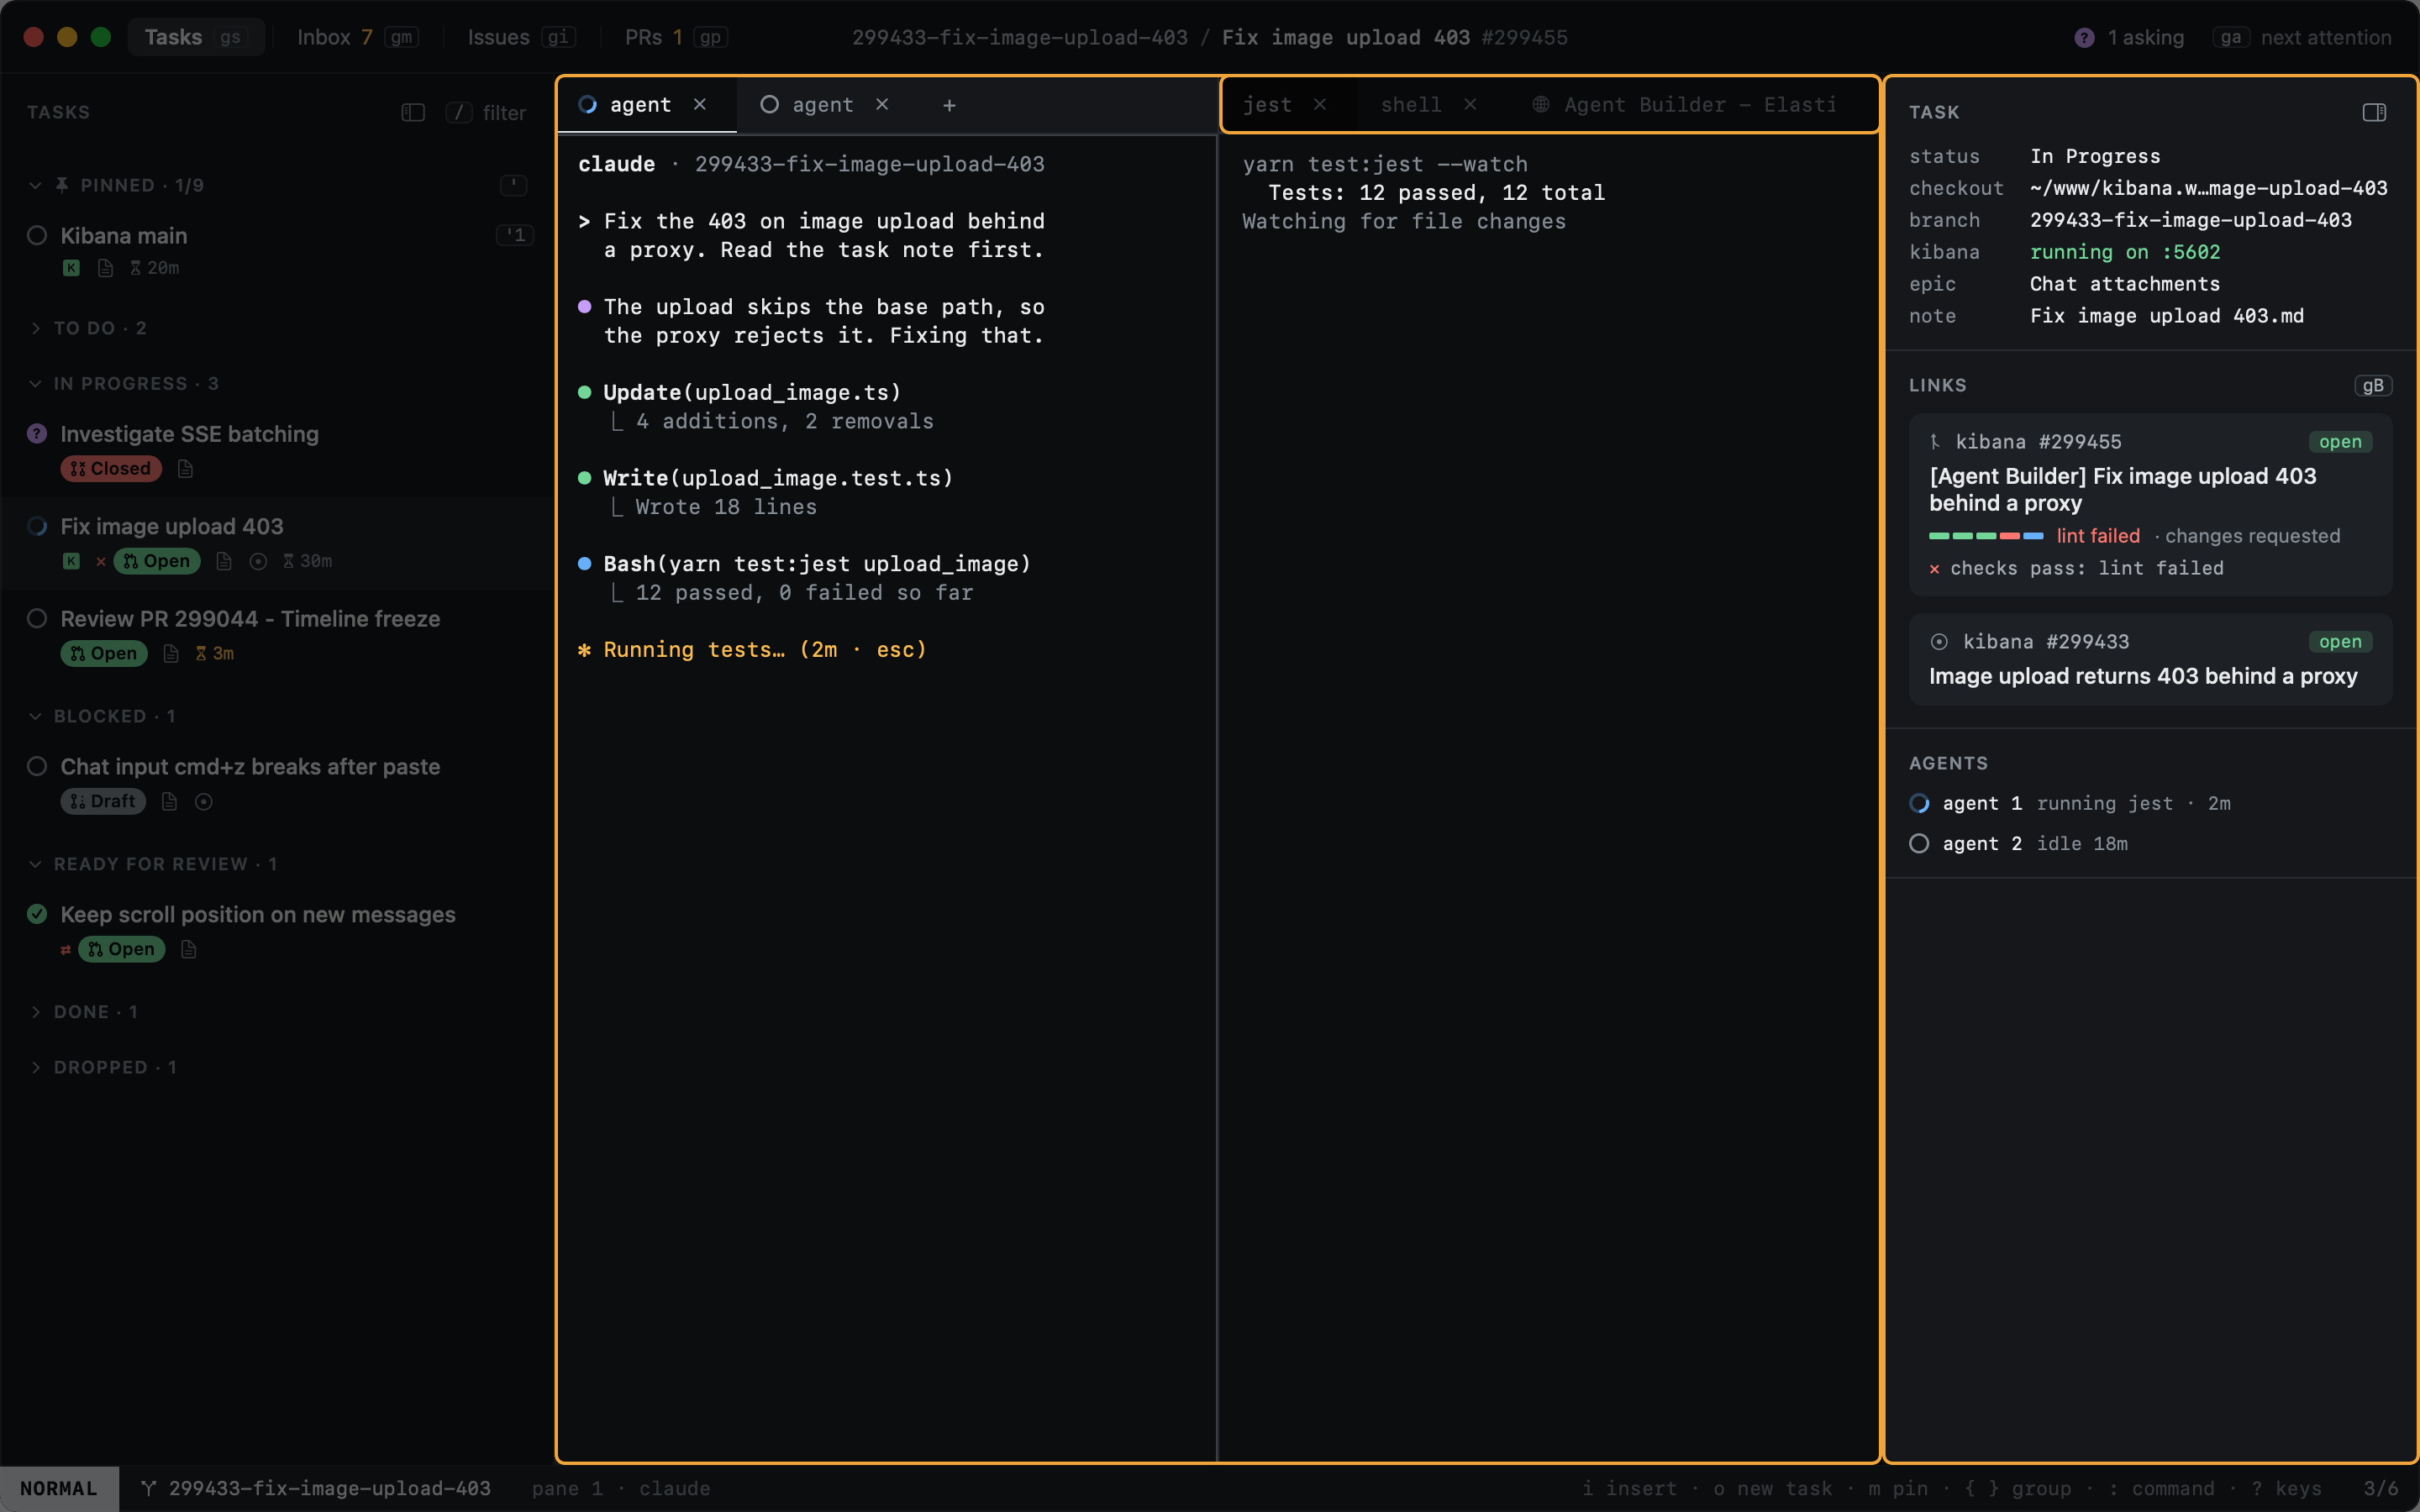 Tasks gs Inbox 7 gm Issues gi PRs 1 gp 299433-fix-image-upload-403 / Fix image upload 403 #299455 ? 1 asking ga next attention
TASKS / filter
PINNED · 1/9 '
Kibana main '1
K 20m
TO DO · 2
IN PROGRESS · 3
? Investigate SSE batching
Closed
Fix image upload 403
K × Open 30m
Review PR 299044 - Timeline freeze
Open 3m
BLOCKED · 1
Chat input cmd+z breaks after paste
Draft
READY FOR REVIEW · 1
Keep scroll position on new messages
Open
DONE · 1
DROPPED · 1
agent × agent × +
claude · 299433-fix-image-upload-403
> Fix the 403 on image upload behind
a proxy. Read the task note first.
The upload skips the base path, so
the proxy rejects it. Fixing that.
Update(upload_image.ts)
⎿ 4 additions, 2 removals
Write(upload_image.test.ts)
⎿ Wrote 18 lines
Bash(yarn test:jest upload_image)
⎿ 12 passed, 0 failed so far
✻ Running tests… (2m · esc)
jest × shell × Agent Builder – Elasti
yarn test:jest --watch
Tests: 12 passed, 12 total
Watching for file changes
TASK
status In Progress
checkout ~/www/kibana.w…mage-upload-403
branch 299433-fix-image-upload-403
kibana running on :5602
epic Chat attachments
note Fix image upload 403.md
LINKS gB
kibana #299455 open
[Agent Builder] Fix image upload 403
behind a proxy
lint failed · changes requested
× checks pass: lint failed
kibana #299433 open
Image upload returns 403 behind a proxy
AGENTS
agent 1 running jest · 2m
agent 2 idle 18m
NORMAL 299433-fix-image-upload-403 pane 1 · claude i insert · o new task · m pin · { } group · : command · ? keys 3/6